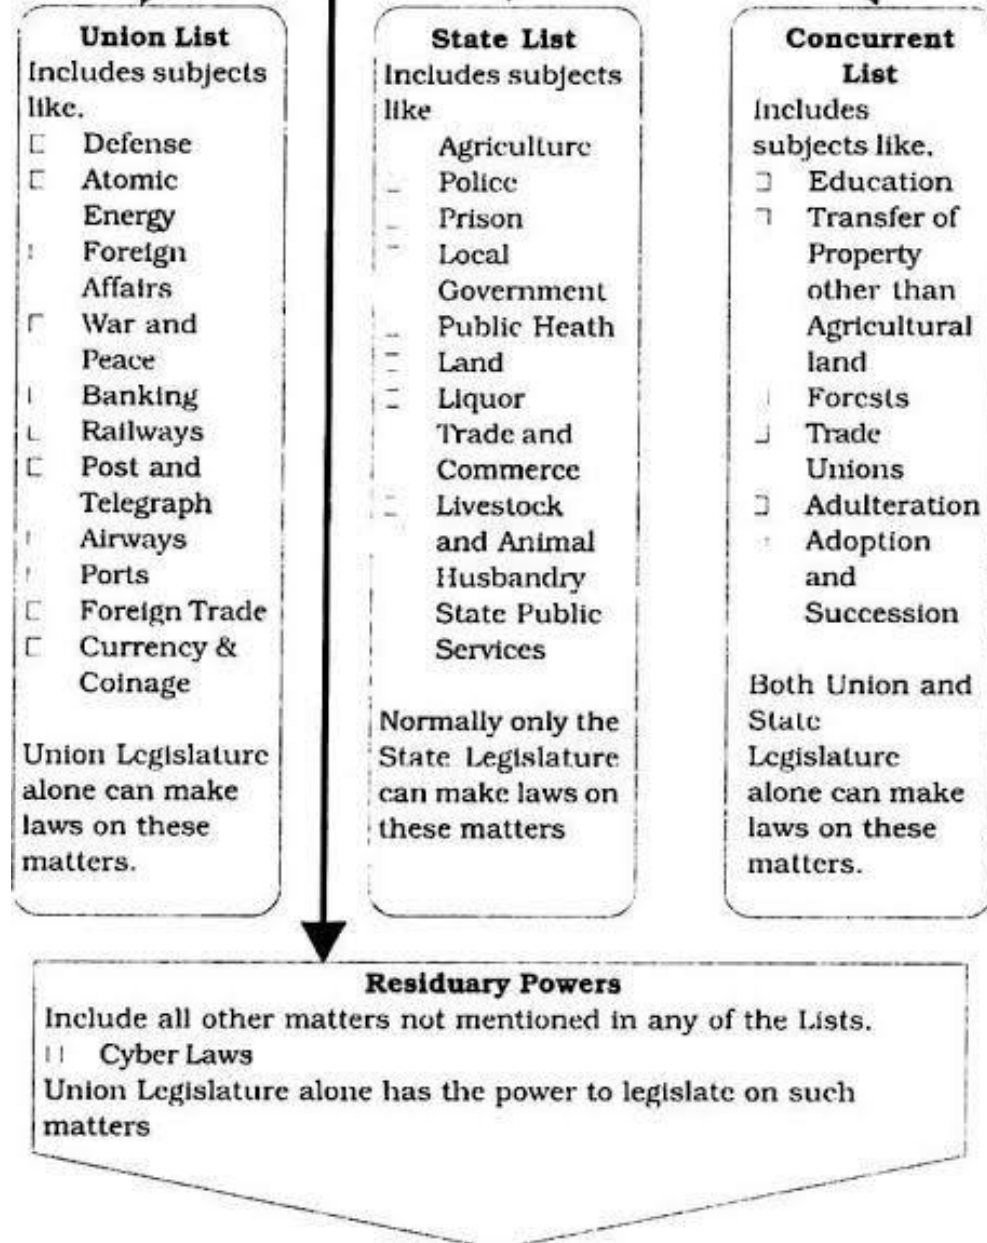 Union List
Includes subjects
like,
Defense
Atomic
Energy
Foreign
Affairs
War and
Peace
Banking
Railways
Post and
Telegraph
Airways
Ports
Foreign Trade
Currency &
Coinage
Union Legislature
alone can make
laws on these
matters.
State List
Includes subjects
like
Agriculture
Police
Prison
Local
Government
Public Heath
Land
Liquor
Trade and
Commerce
Livestock
and Animal
Husbandry
State Public
Services
Normally only the
State Legislature
can make laws on
these matters
Concurrent
List
Includes
subjects like,
Education
Transfer of
Property
other than
Agricultural
land
Forests
Trade
Unions
Adulteration
Adoption
and
Succession
Both Union and
State
Legislature
alone can make
laws on these
matters.
Residuary Powers
Include all other matters not mentioned in any of the Lists.
Cyber Laws
Union Legislature alone has the power to legislate on such
matters